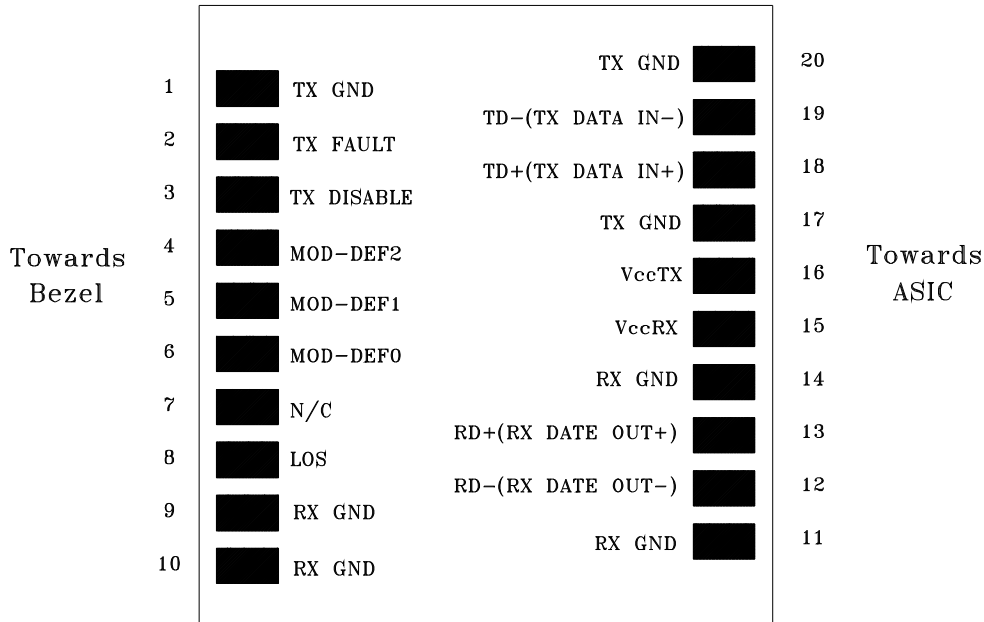 1 TX GND
2 TX FAULT
3 TX DISABLE
4 MOD-DEF2
5 MOD-DEF1
6 MOD-DEF0
7 N/C
8 LOS
9 RX GND
10 RX GND
Towards
Bezel
TX GND 20
TD-(TX DATA IN-) 19
TD+(TX DATA IN+) 18
TX GND 17
VccTX 16
VccRX 15
RX GND 14
RD+(RX DATE OUT+) 13
RD-(RX DATE OUT-) 12
RX GND 11
Towards
ASIC